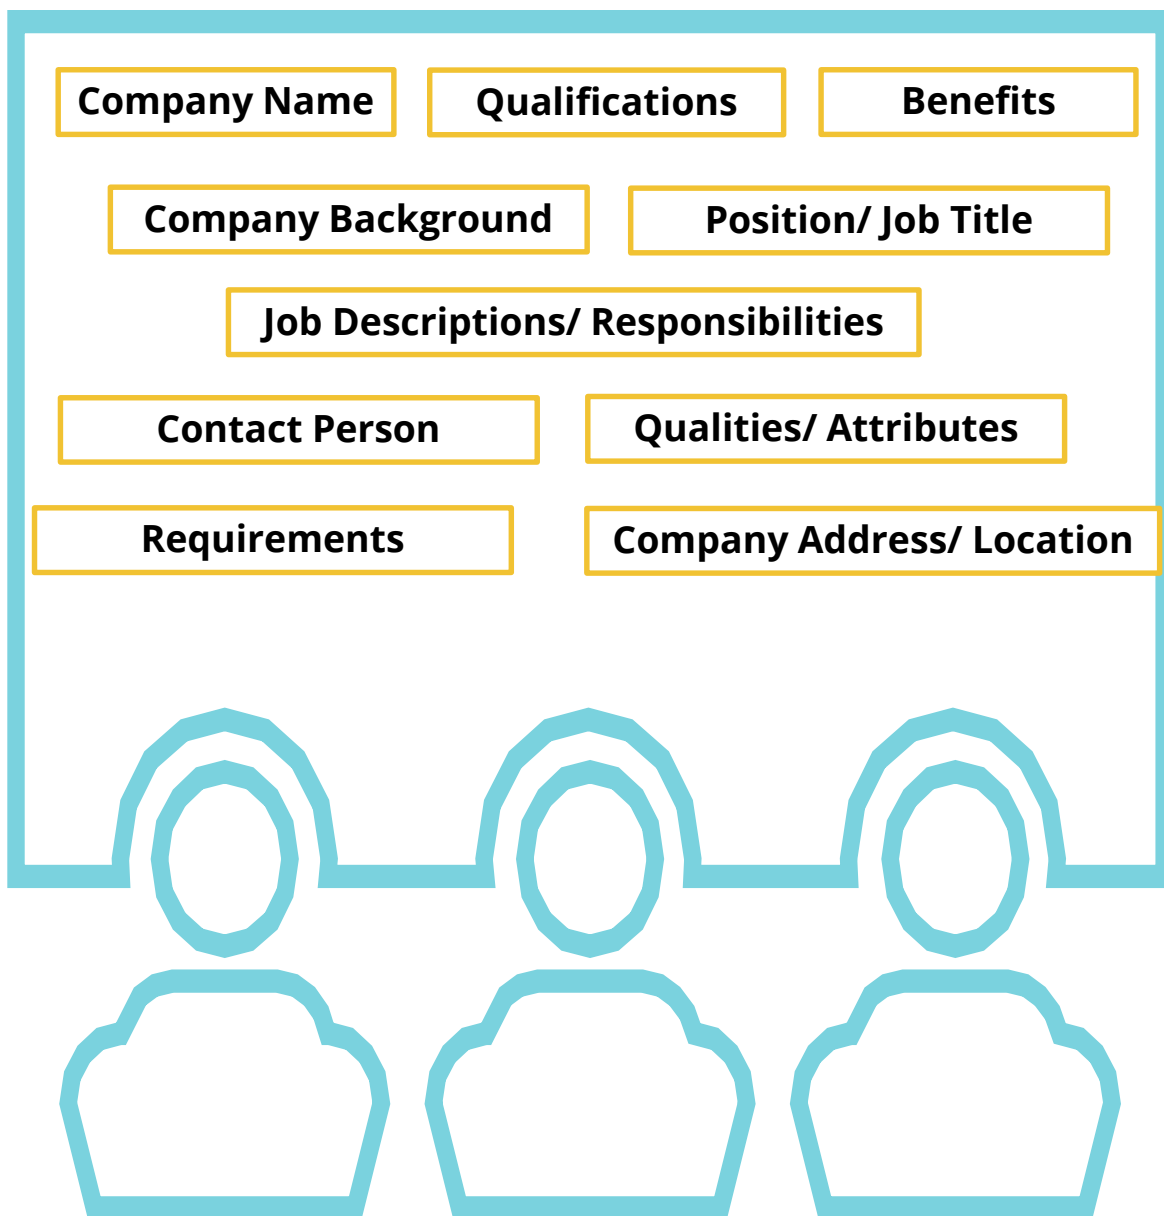 Company Name
Qualifications
Benefits
Company Background
Position/ Job Title
Job Descriptions/ Responsibilities
Contact Person
Qualities/ Attributes
Requirements
Company Address/ Location